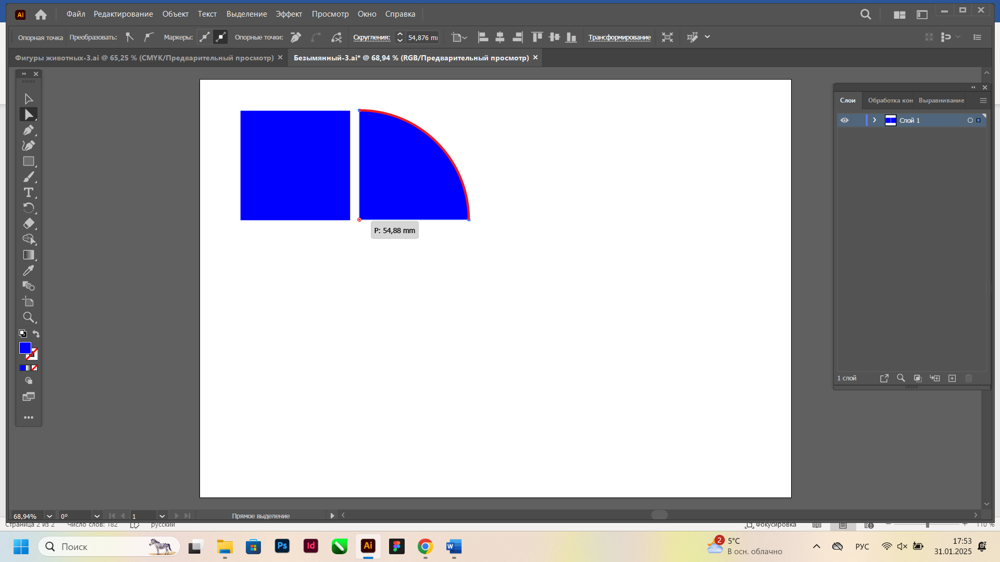 Ai Файл Редактирование Объект Текст Выделение Эффект Просмотр Окно Справка
Опорная точка Преобразовать: Маркеры: Опорные точки: Скругления: 54,876 Трансформирование
Фигуры животных-3.ai @ 65,25 % (CMYK/Предварительный просмотр) × Безымянный-3.ai* @ 68,94 % (RGB/Предварительный просмотр) ×
Слои Обработка кон Выравнивание
Слой 1
P: 54,88 mm
1 слой
68,94% 0° 1 Прямое выделение
Страница 2 из 2 Число слов: 182 русский Фокусировка 110 %
Поиск Ps Id Ai W
2 5°C
В осн. облачно
РУС
17:53
31.01.2025